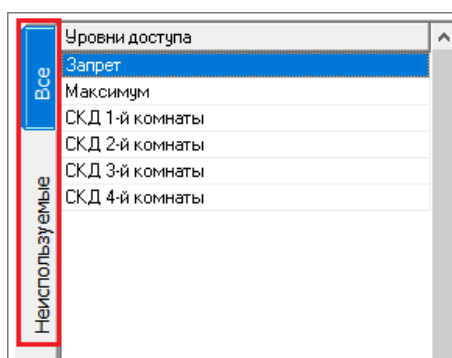 Все
Неиспользуемые
Уровни доступа
Запрет
Максимум
СКД 1-й комнаты
СКД 2-й комнаты
СКД 3-й комнаты
СКД 4-й комнаты